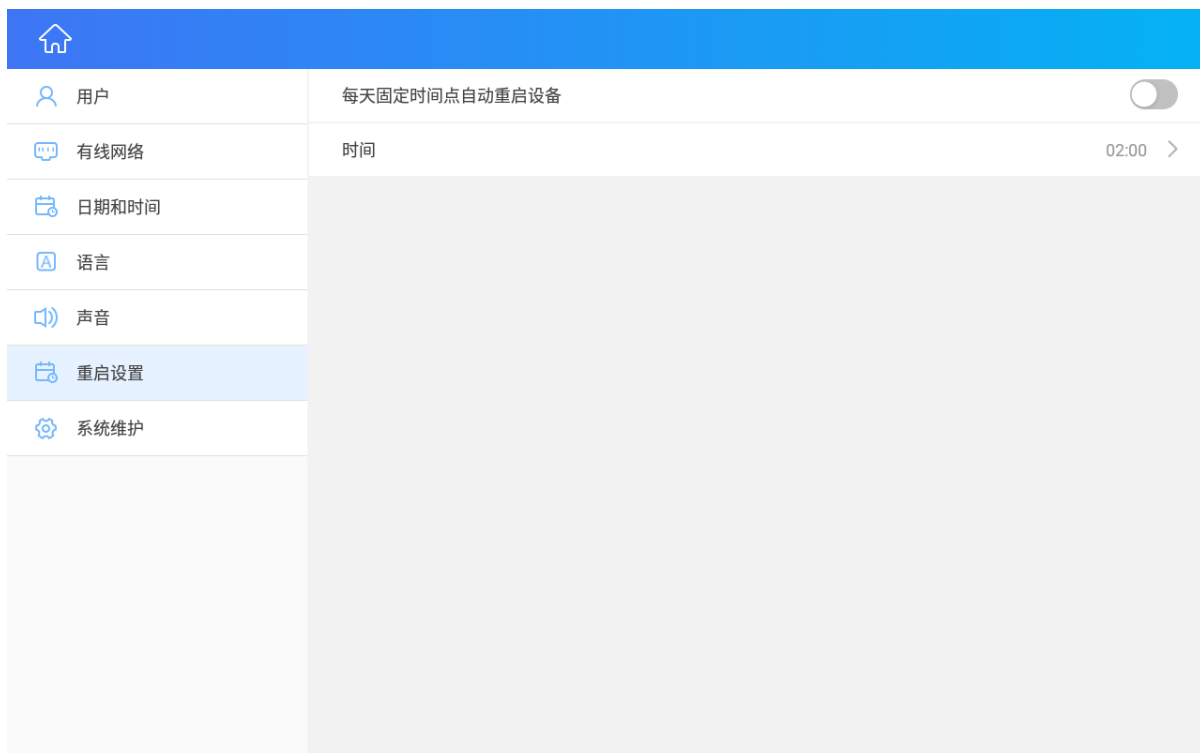 用户
有线网络
日期和时间
A 语言
声音
重启设置
系统维护
每天固定时间点自动重启设备
时间 02:00